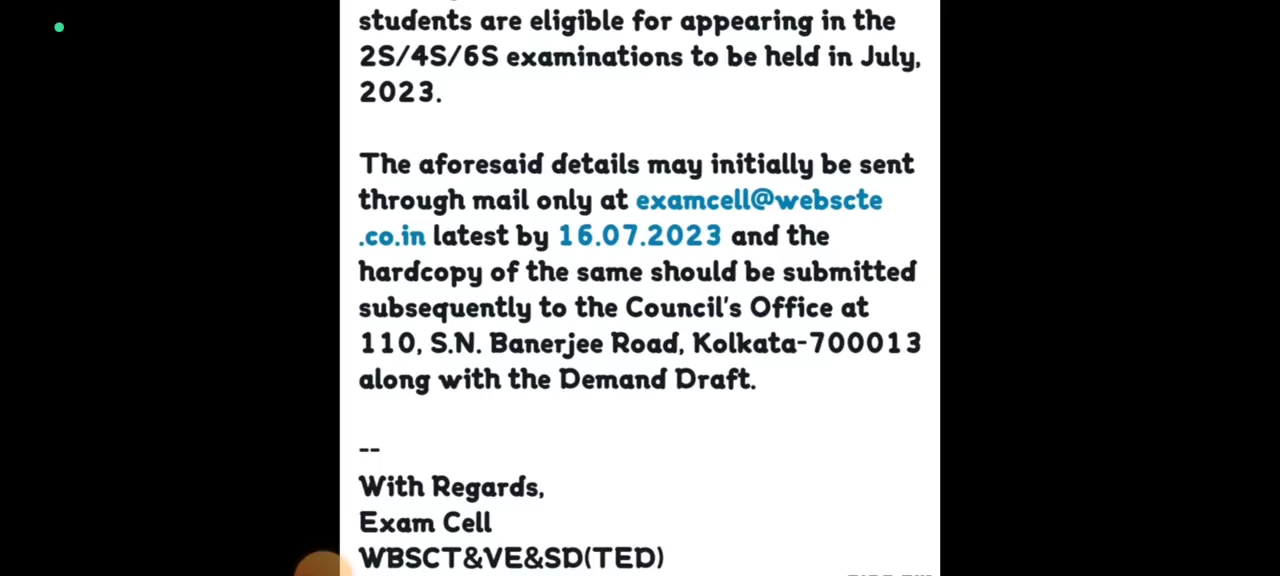 students are eligible for appearing in the
2S/4S/6S examinations to be held in July,
2023.
The aforesaid details may initially be sent
through mail only at examcell@webscte
.co.in latest by 16.07.2023 and the
hardcopy of the same should be submitted
subsequently to the Council's Office at
110, S.N. Banerjee Road, Kolkata-700013
along with the Demand Draft.
--
With Regards,
Exam Cell
WBSCT&VE&SD(TED)